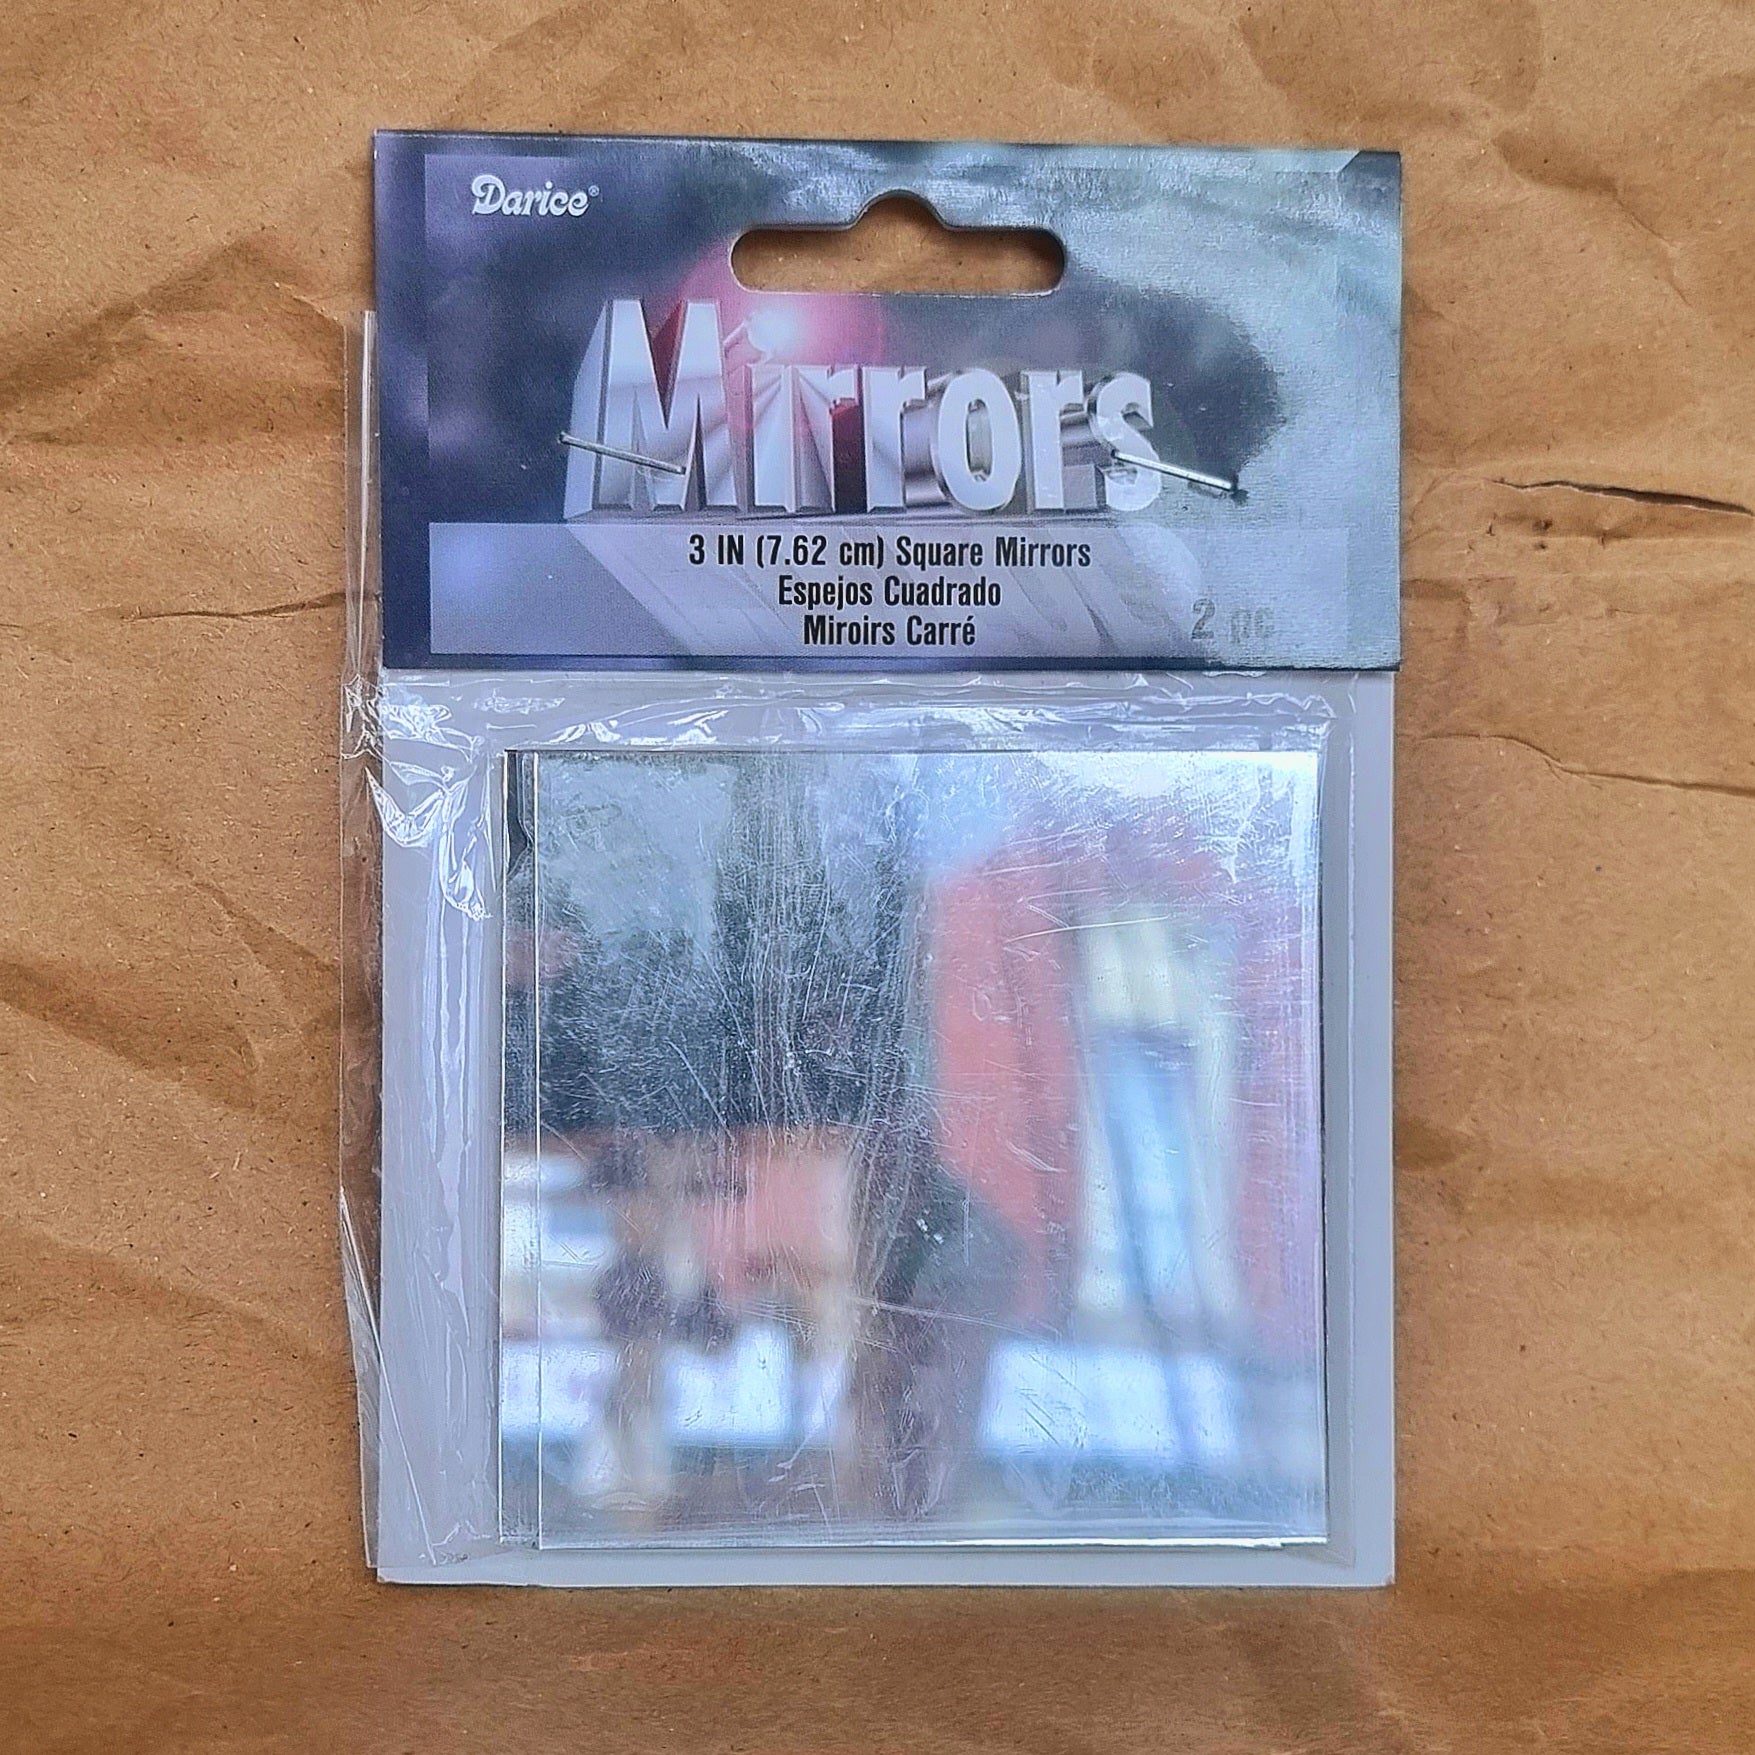 Darice®
Mirrors
3 IN (7.62 cm) Square Mirrors
Espejos Cuadrado
Miroirs Carré
2 pc